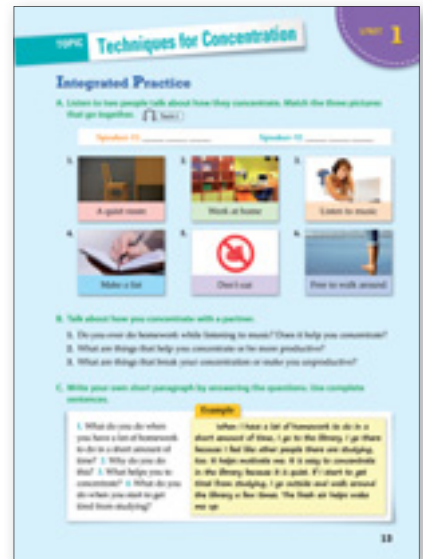 TOPIC Techniques for Concentration
UNIT 1
Integrated Practice
A. Listen to two people talk about how they concentrate. Match the three pictures
that go together.
Speaker
Speaker
1.
2.
3.
A quiet room
Work at home
Listen to music
4.
5.
6.
Make a list
Don't eat
Free to walk around
B. Talk about how you concentrate with a partner.
1. Do you ever do homework while listening to music? Does it help you concentrate?
2. What are things that help you concentrate or be more productive?
3. What are things that break your concentration or make you unproductive?
C. Write your own short paragraph by answering the questions. Use complete
sentences.
1. What do you do when
you have a lot of homework
to do in a short amount of
time? 2. Why do you do
this? 3. What helps you to
concentrate? 4. What do you
do when you start to get
tired from studying?
Example
When I have a lot of homework to do in a
short amount of time, I go to the library. I go there
because I feel like other people there are studying,
too. It helps motivate me. It is easy to concentrate
in the library because it is quiet. If I start to get
tired from studying, I go outside and walk around
the library a few times. The fresh air helps wake
me up.
13